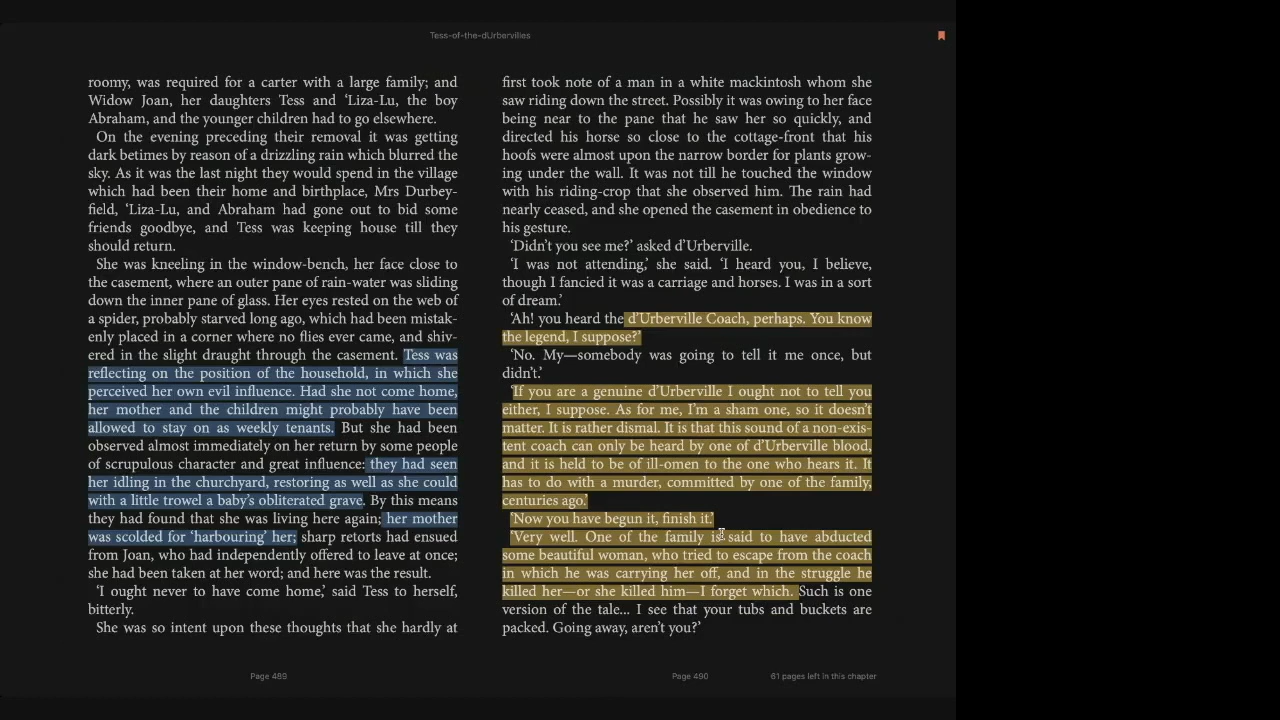 Tess-of-the-dUrbervilles
roomy, was required for a carter with a large family; and
Widow Joan, her daughters Tess and ‘Liza-Lu, the boy
Abraham, and the younger children had to go elsewhere.
On the evening preceding their removal it was getting
dark betimes by reason of a drizzling rain which blurred the
sky. As it was the last night they would spend in the village
which had been their home and birthplace, Mrs Durbey-
field, ‘Liza-Lu, and Abraham had gone out to bid some
friends goodbye, and Tess was keeping house till they
should return.
She was kneeling in the window-bench, her face close to
the casement, where an outer pane of rain-water was sliding
down the inner pane of glass. Her eyes rested on the web of
a spider, probably starved long ago, which had been mistak-
enly placed in a corner where no flies ever came, and shiv-
ered in the slight draught through the casement. Tess was
reflecting on the position of the household, in which she
perceived her own evil influence. Had she not come home,
her mother and the children might probably have been
allowed to stay on as weekly tenants. But she had been
observed almost immediately on her return by some people
of scrupulous character and great influence: they had seen
her idling in the churchyard, restoring as well as she could
with a little trowel a baby’s obliterated grave. By this means
they had found that she was living here again; her mother
was scolded for ‘harbouring’ her; sharp retorts had ensued
from Joan, who had independently offered to leave at once;
she had been taken at her word; and here was the result.
‘I ought never to have come home,’ said Tess to herself,
bitterly.
She was so intent upon these thoughts that she hardly at
Page 489
first took note of a man in a white mackintosh whom she
saw riding down the street. Possibly it was owing to her face
being near to the pane that he saw her so quickly, and
directed his horse so close to the cottage-front that his
hoofs were almost upon the narrow border for plants grow-
ing under the wall. It was not till he touched the window
with his riding-crop that she observed him. The rain had
nearly ceased, and she opened the casement in obedience to
his gesture.
‘Didn’t you see me?’ asked d’Urberville.
‘I was not attending,’ she said. ‘I heard you, I believe,
though I fancied it was a carriage and horses. I was in a sort
of dream.’
‘Ah! you heard the d’Urberville Coach, perhaps. You know
the legend, I suppose?’
‘No. My—somebody was going to tell it me once, but
didn’t.’
‘If you are a genuine d’Urberville I ought not to tell you
either, I suppose. As for me, I’m a sham one, so it doesn’t
matter. It is rather dismal. It is that this sound of a non-exis-
tent coach can only be heard by one of d’Urberville blood,
and it is held to be of ill-omen to the one who hears it. It
has to do with a murder, committed by one of the family,
centuries ago.’
‘Now you have begun it, finish it.’
‘Very well. One of the family is said to have abducted
some beautiful woman, who tried to escape from the coach
in which he was carrying her off, and in the struggle he
killed her—or she killed him—I forget which. Such is one
version of the tale... I see that your tubs and buckets are
packed. Going away, aren’t you?’
Page 490
61 pages left in this chapter